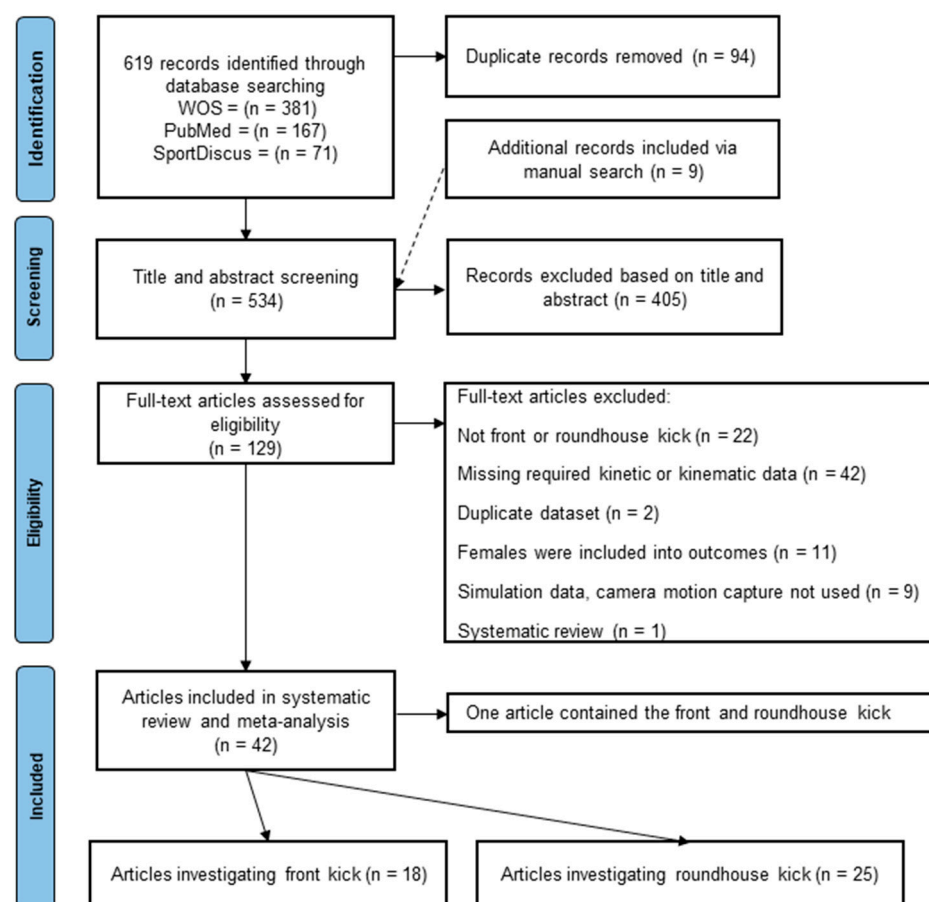 Identification
619 records identified through
database searching
WOS = (n = 381)
PubMed = (n = 167)
SportDiscus = (n = 71)
Duplicate records removed (n = 94)
Additional records included via
manual search (n = 9)
Screening
Title and abstract screening
(n = 534)
Records excluded based on title and
abstract (n = 405)
Eligibility
Full-text articles assessed for
eligibility
(n = 129)
Full-text articles excluded:
Not front or roundhouse kick (n = 22)
Missing required kinetic or kinematic data (n = 42)
Duplicate dataset (n = 2)
Females were included into outcomes (n = 11)
Simulation data, camera motion capture not used (n = 9)
Systematic review (n = 1)
Included
Articles included in systematic
review and meta-analysis
(n = 42)
One article contained the front and roundhouse kick
Articles investigating front kick (n = 18)
Articles investigating roundhouse kick (n = 25)